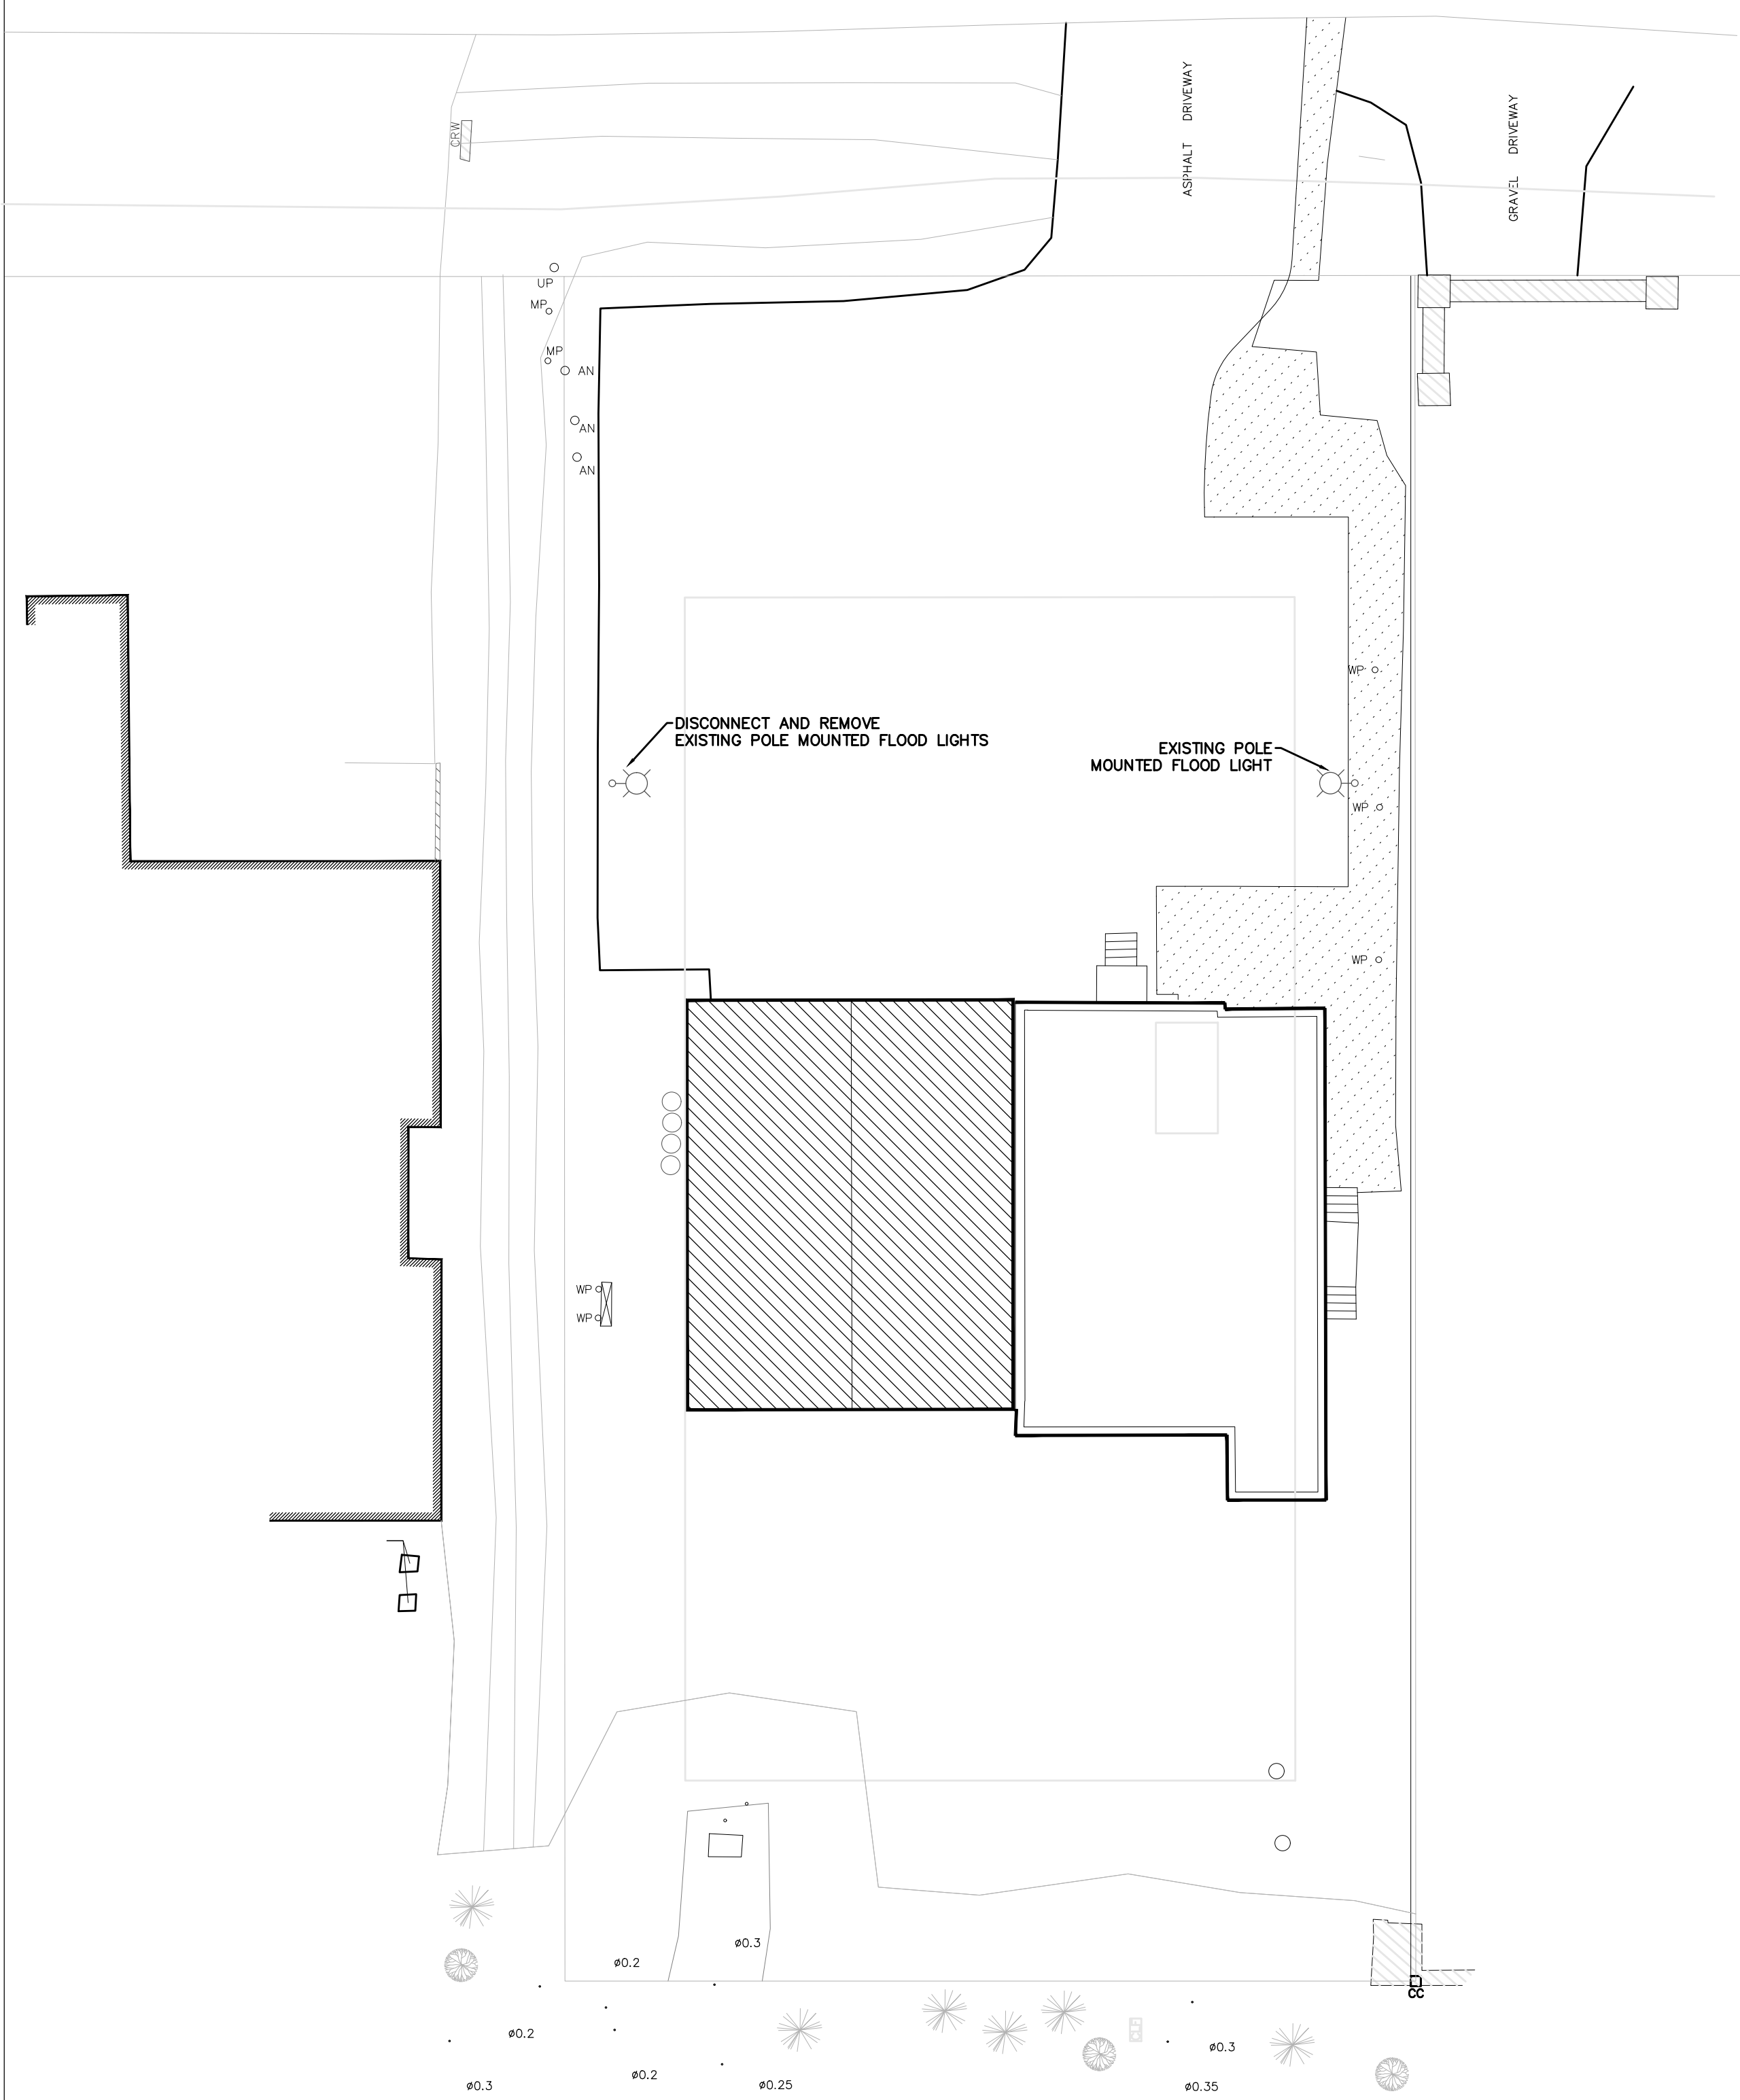 ASPHALT DRIVEWAY
GRAVEL DRIVEWAY
CRW
UP
MP
MP
AN
AN
AN
WP
DISCONNECT AND REMOVE
EXISTING POLE MOUNTED FLOOD LIGHTS
EXISTING POLE
MOUNTED FLOOD LIGHT
WP
WP
WP
WP
ø0.3
ø0.2
CC
ø0.2
ø0.3
ø0.2
ø0.3
ø0.25
ø0.35